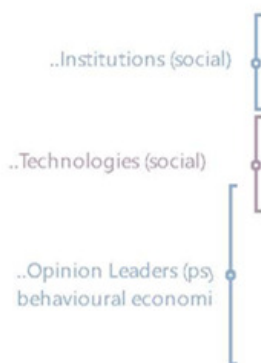 ..Institutions (social)
..Technologies (social)
..Opinion Leaders (ps)
behavioural economi